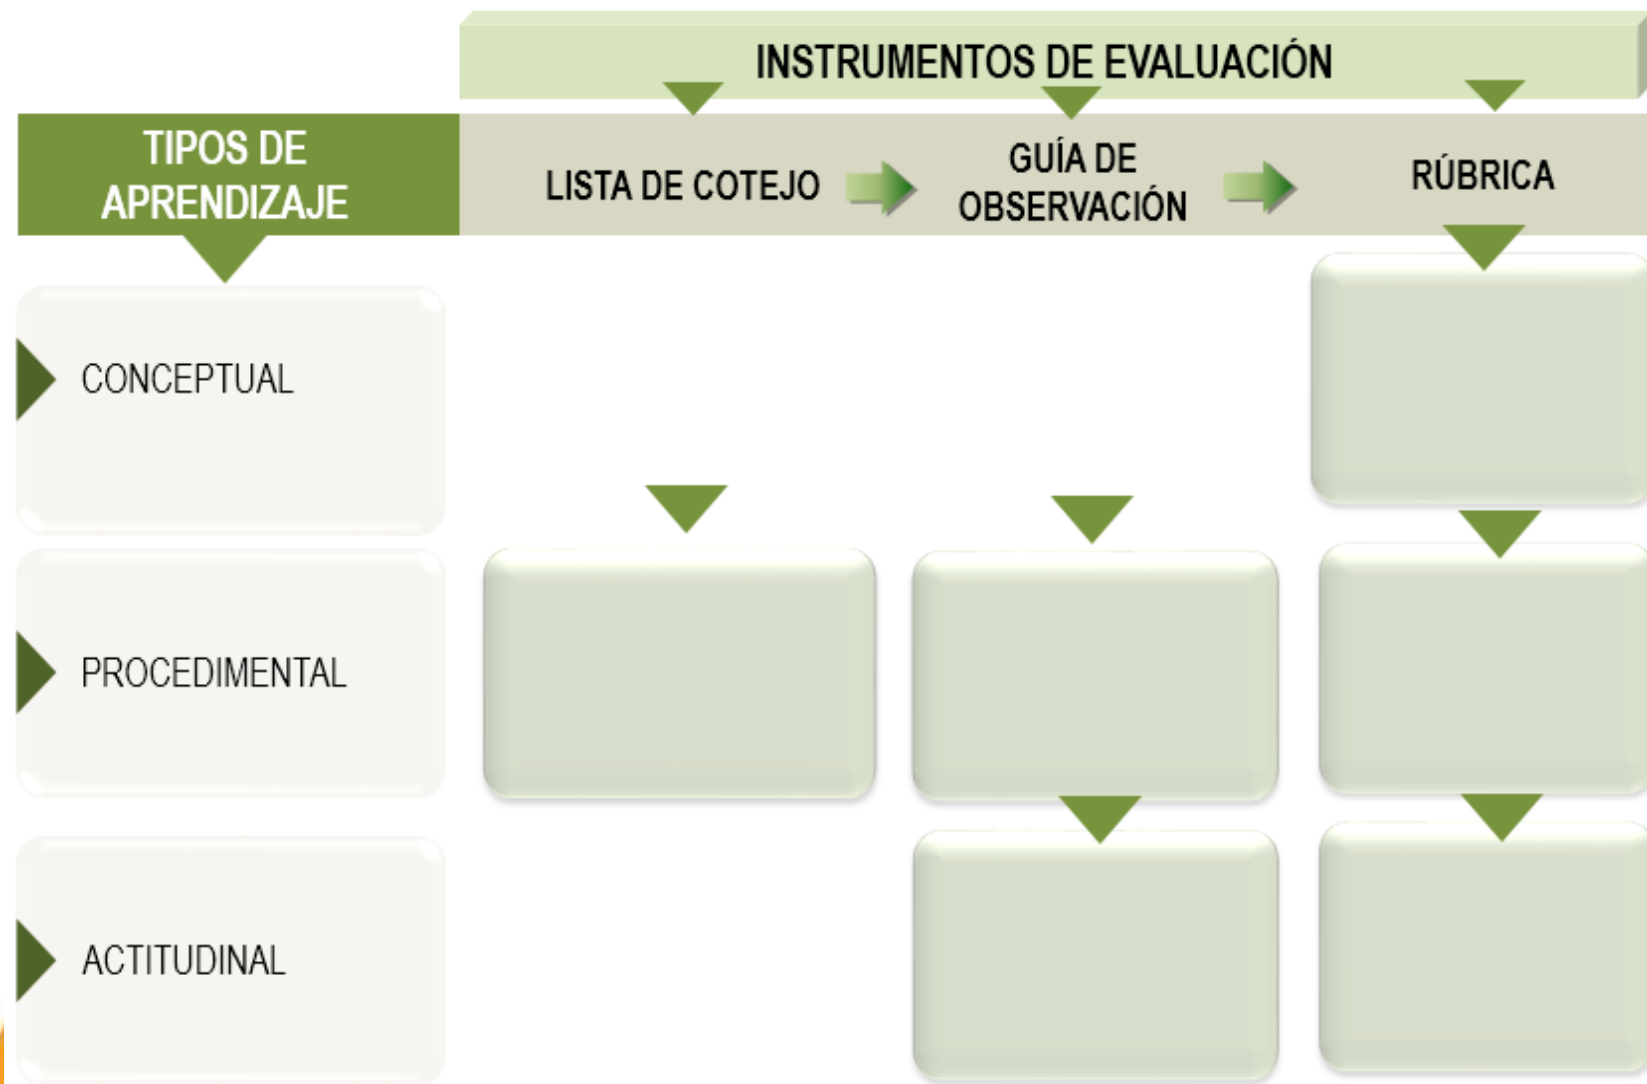 INSTRUMENTOS DE EVALUACIÓN
TIPOS DE
APRENDIZAJE
LISTA DE COTEJO
GUÍA DE
OBSERVACIÓN
RÚBRICA
CONCEPTUAL
PROCEDIMENTAL
ACTITUDINAL